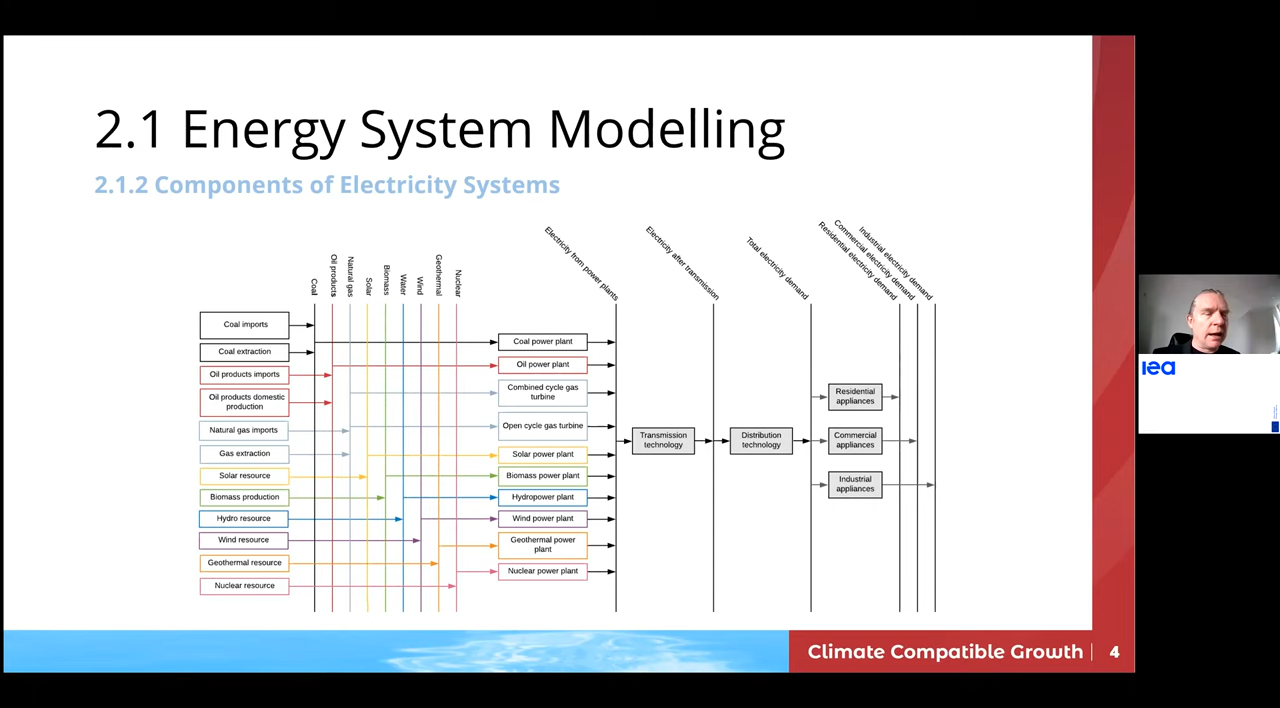 2.1 Energy System Modelling
2.1.2 Components of Electricity Systems
Coal
Oil products
Natural gas
Solar
Biomass
Water
Wind
Geothermal
Nuclear
Electricity from power plants
Electricity after transmission
Total electricity demand
Residential electricity demand
Commercial electricity demand
Industrial electricity demand
Coal imports
Coal extraction
Oil products imports
Oil products domestic
production
Natural gas imports
Gas extraction
Solar resource
Biomass production
Hydro resource
Wind resource
Geothermal resource
Nuclear resource
Coal power plant
Oil power plant
Combined cycle gas
turbine
Open cycle gas turbine
Solar power plant
Biomass power plant
Hydropower plant
Wind power plant
Geothermal power
plant
Nuclear power plant
Transmission
technology
Distribution
technology
Residential
appliances
Commercial
appliances
Industrial
appliances
Climate Compatible Growth
4
iea